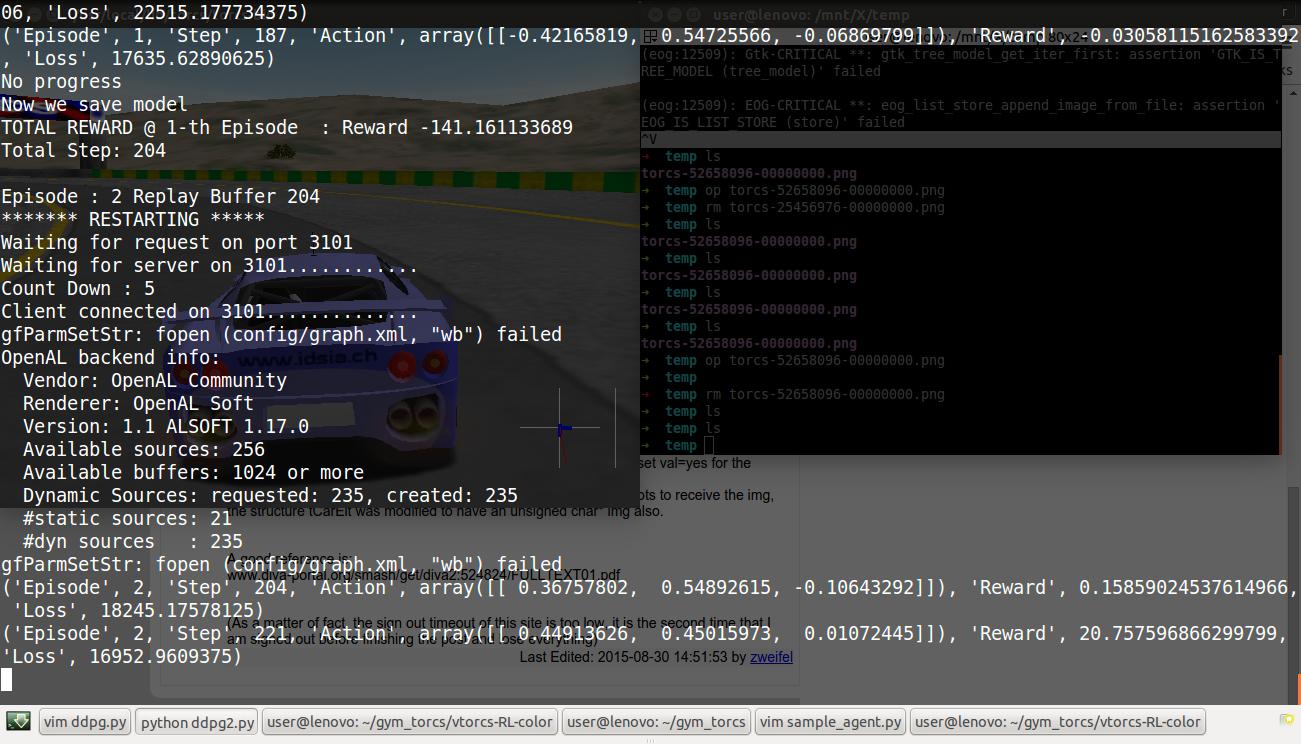 06, 'Loss', 22515.177734375)
('Episode', 1, 'Step', 187, 'Action', array([[-0.42165819,  0.54725566, -0.06869799]]), 'Reward', -0.03058115162583392
, 'Loss', 17635.62890625)
No progress
Now we save model
TOTAL REWARD @ 1-th Episode  : Reward -141.161133689
Total Step: 204
Episode : 2 Replay Buffer 204
******* RESTARTING *****
Waiting for request on port 3101
Waiting for server on 3101............
Count Down : 5
Client connected on 3101..............
gfParmSetStr: fopen (config/graph.xml, "wb") failed
OpenAL backend info:
  Vendor: OpenAL Community
  Renderer: OpenAL Soft
  Version: 1.1 ALSOFT 1.17.0
  Available sources: 256
  Available buffers: 1024 or more
  Dynamic Sources: requested: 235, created: 235
  #static sources: 21
  #dyn sources   : 235
gfParmSetStr: fopen (config/graph.xml, "wb") failed
('Episode', 2, 'Step', 204, 'Action', array([[ 0.36757802,  0.54892615, -0.10643292]]), 'Reward', 0.15859024537614966,
 'Loss', 18245.17578125)
('Episode', 2, 'Step', 221, 'Action', array([[ 0.44913626,  0.45015973,  0.01072445]]), 'Reward', 20.757596866299799,
'Loss', 16952.9609375)
www.idsia.ch
user@lenovo: /mnt/X/temp
(eog:12509): Gtk-CRITICAL **: gtk_tree_model_get_iter_first: assertion 'GTK_IS_T
REE_MODEL (tree_model)' failed
(eog:12509): EOG-CRITICAL **: eog_list_store_append_image_from_file: assertion '
EOG_IS_LIST_STORE (store)' failed
^V
→ temp ls
torcs-52658096-00000000.png
→ temp op torcs-52658096-00000000.png
→ temp rm torcs-25456976-00000000.png
→ temp ls
torcs-52658096-00000000.png
→ temp ls
torcs-52658096-00000000.png
→ temp ls
torcs-52658096-00000000.png
→ temp ls
torcs-52658096-00000000.png
→ temp op torcs-52658096-00000000.png
→ temp
→ temp rm torcs-52658096-00000000.png
→ temp ls
→ temp ls
→ temp
set val=yes for the
to receive the img,
the structure tCarElt was modified to have an unsigned char* img also.
A good reference is:
www.diva-portal.org/smash/get/diva2:524824/FULLTEXT01.pdf
(As a matter of fact, the sign out timeout of this site is too low, it is the second time that I
am signed out before finishing the post and lose everything)
Last Edited: 2015-08-30 14:51:53 by zweifel
vim ddpg.py
python ddpg2.py
user@lenovo: ~/gym_torcs/vtorcs-RL-color
user@lenovo: ~/gym_torcs
vim sample_agent.py
user@lenovo: ~/gym_torcs/vtorcs-RL-color